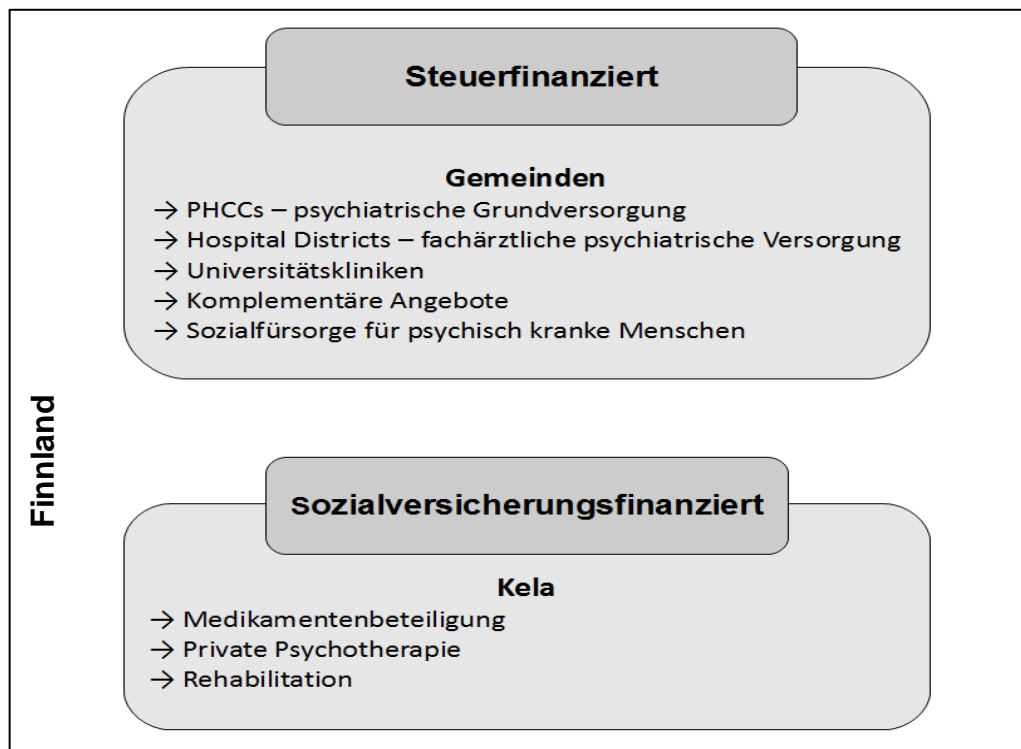 Finnland
Steuerfinanziert
Gemeinden
→ PHCCs – psychiatrische Grundversorgung
→ Hospital Districts – fachärztliche psychiatrische Versorgung
→ Universitätskliniken
→ Komplementäre Angebote
→ Sozialfürsorge für psychisch kranke Menschen
Sozialversicherungsfinanziert
Kela
→ Medikamentenbeteiligung
→ Private Psychotherapie
→ Rehabilitation